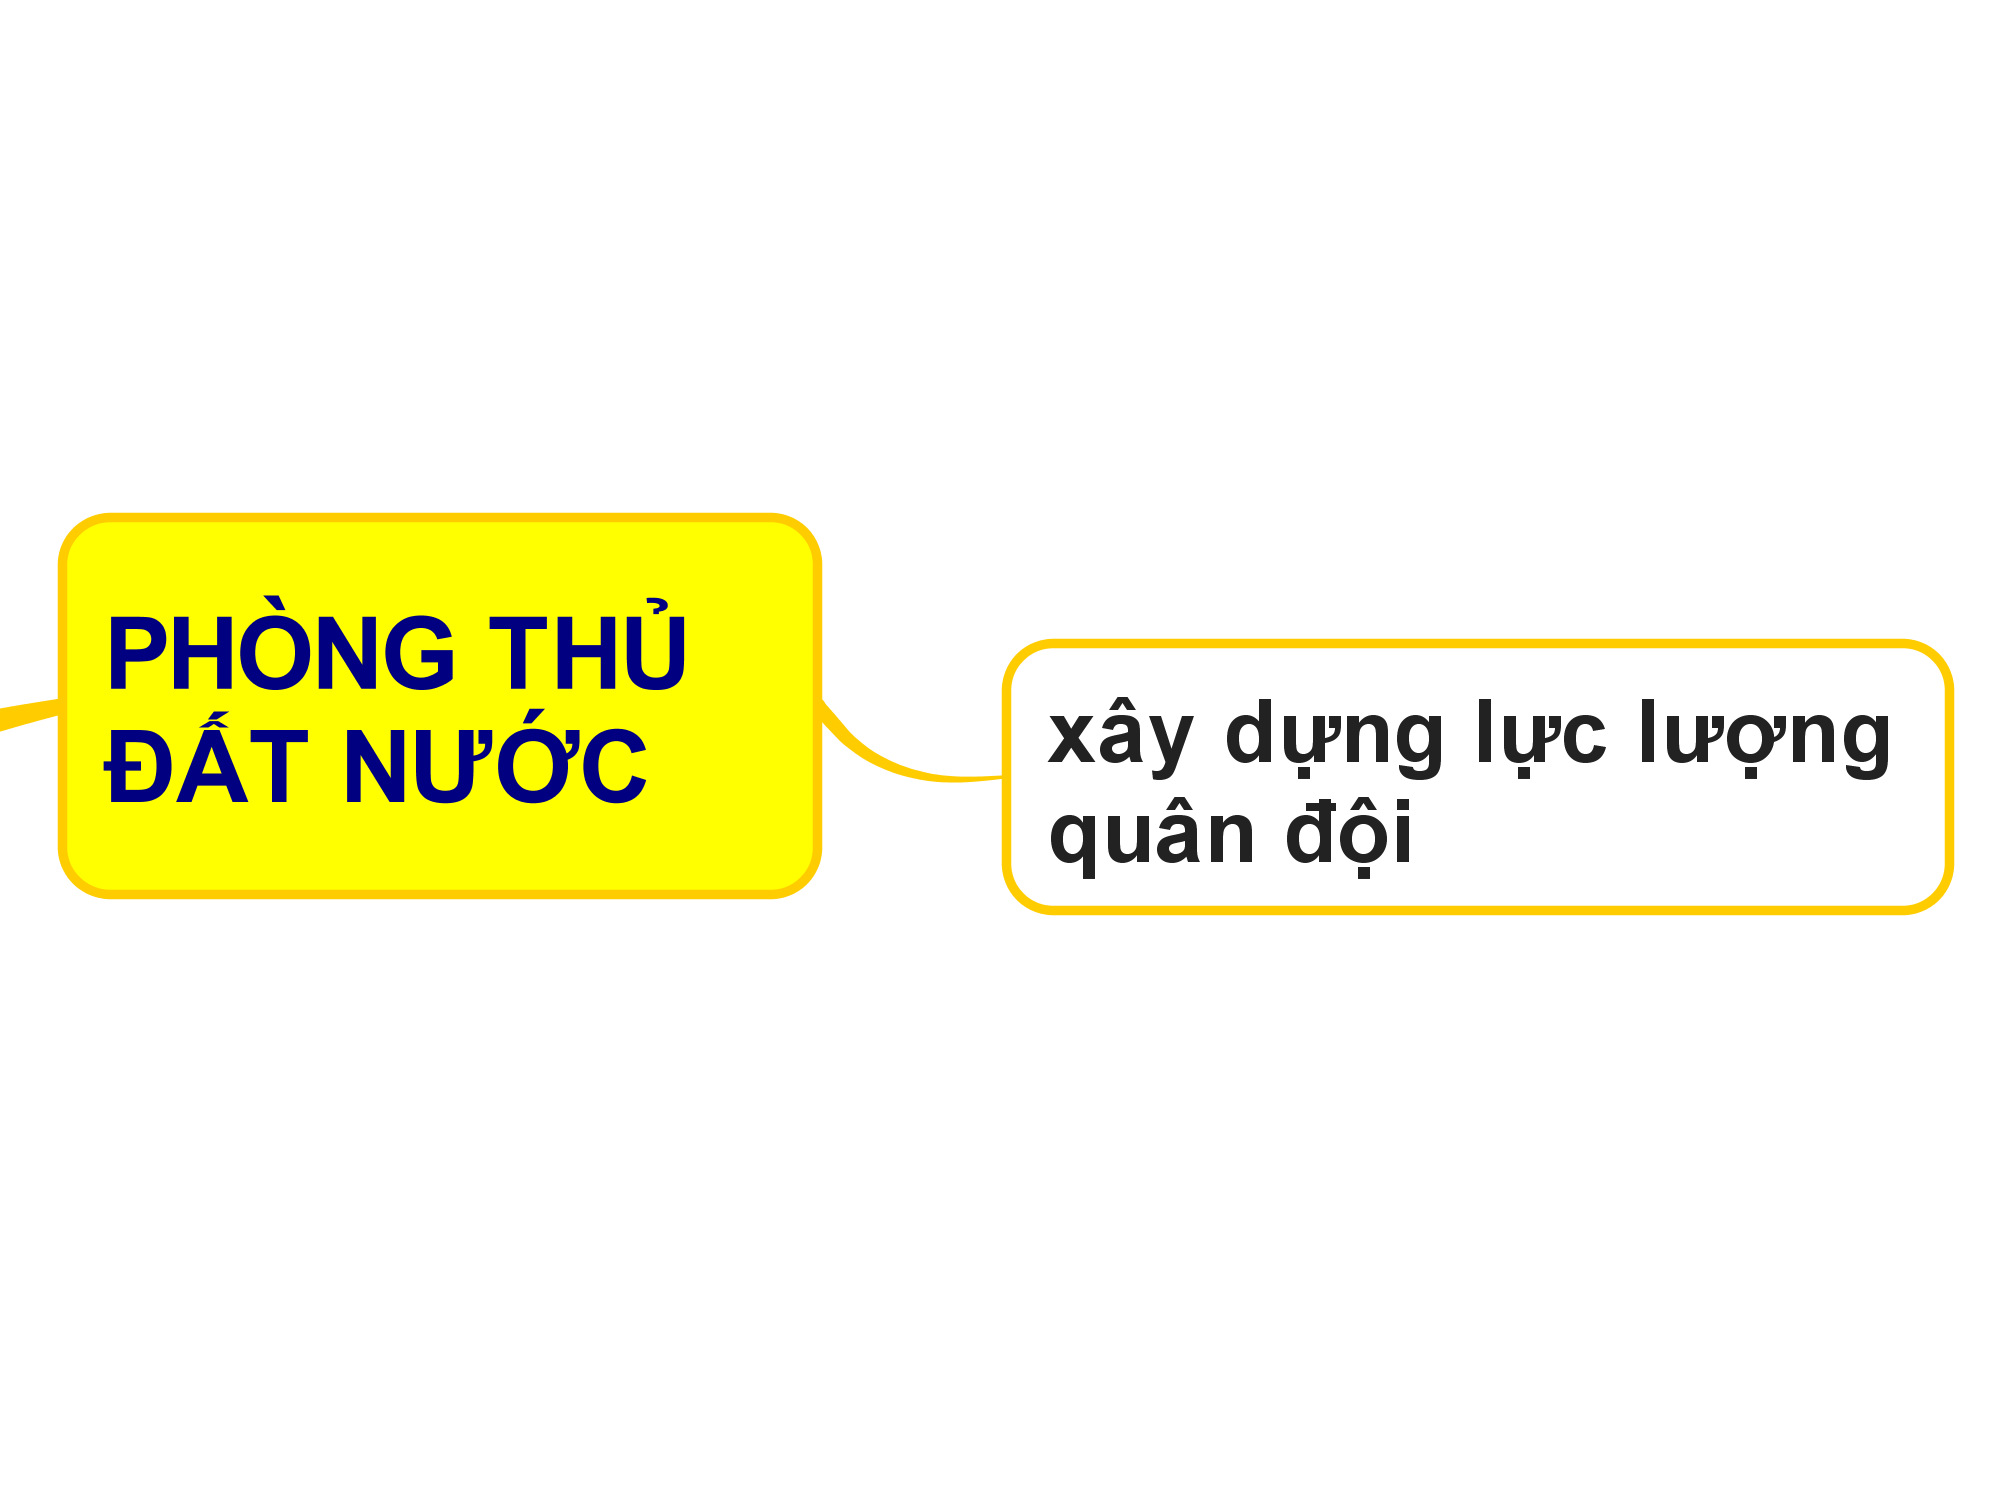 PHÒNG THỦ
ĐẤT NƯỚC
xây dựng lực lượng
quân đội